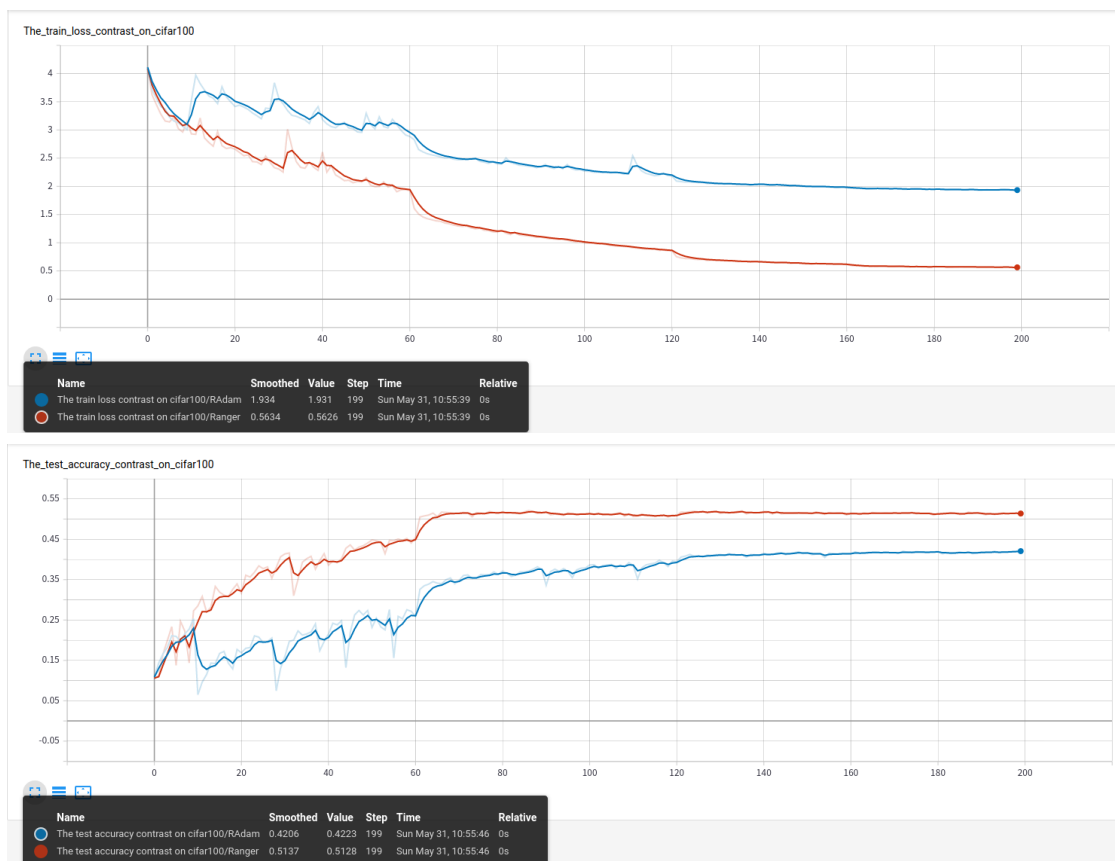 The_train_loss_contrast_on_cifar100
4
3.5
3
2.5
2
1.5
1
0.5
0
0 20 40 60 80 100 120 140 160 180 200
Name Smoothed Value Step Time Relative
The train loss contrast on cifar100/RAdam 1.934 1.931 199 Sun May 31, 10:55:39 0s
The train loss contrast on cifar100/Ranger 0.5634 0.5626 199 Sun May 31, 10:55:39 0s
The_test_accuracy_contrast_on_cifar100
0.55
0.45
0.35
0.25
0.15
0.05
-0.05
0 20 40 60 80 100 120 140 160 180 200
Name Smoothed Value Step Time Relative
The test accuracy contrast on cifar100/RAdam 0.4206 0.4223 199 Sun May 31, 10:55:46 0s
The test accuracy contrast on cifar100/Ranger 0.5137 0.5128 199 Sun May 31, 10:55:46 0s